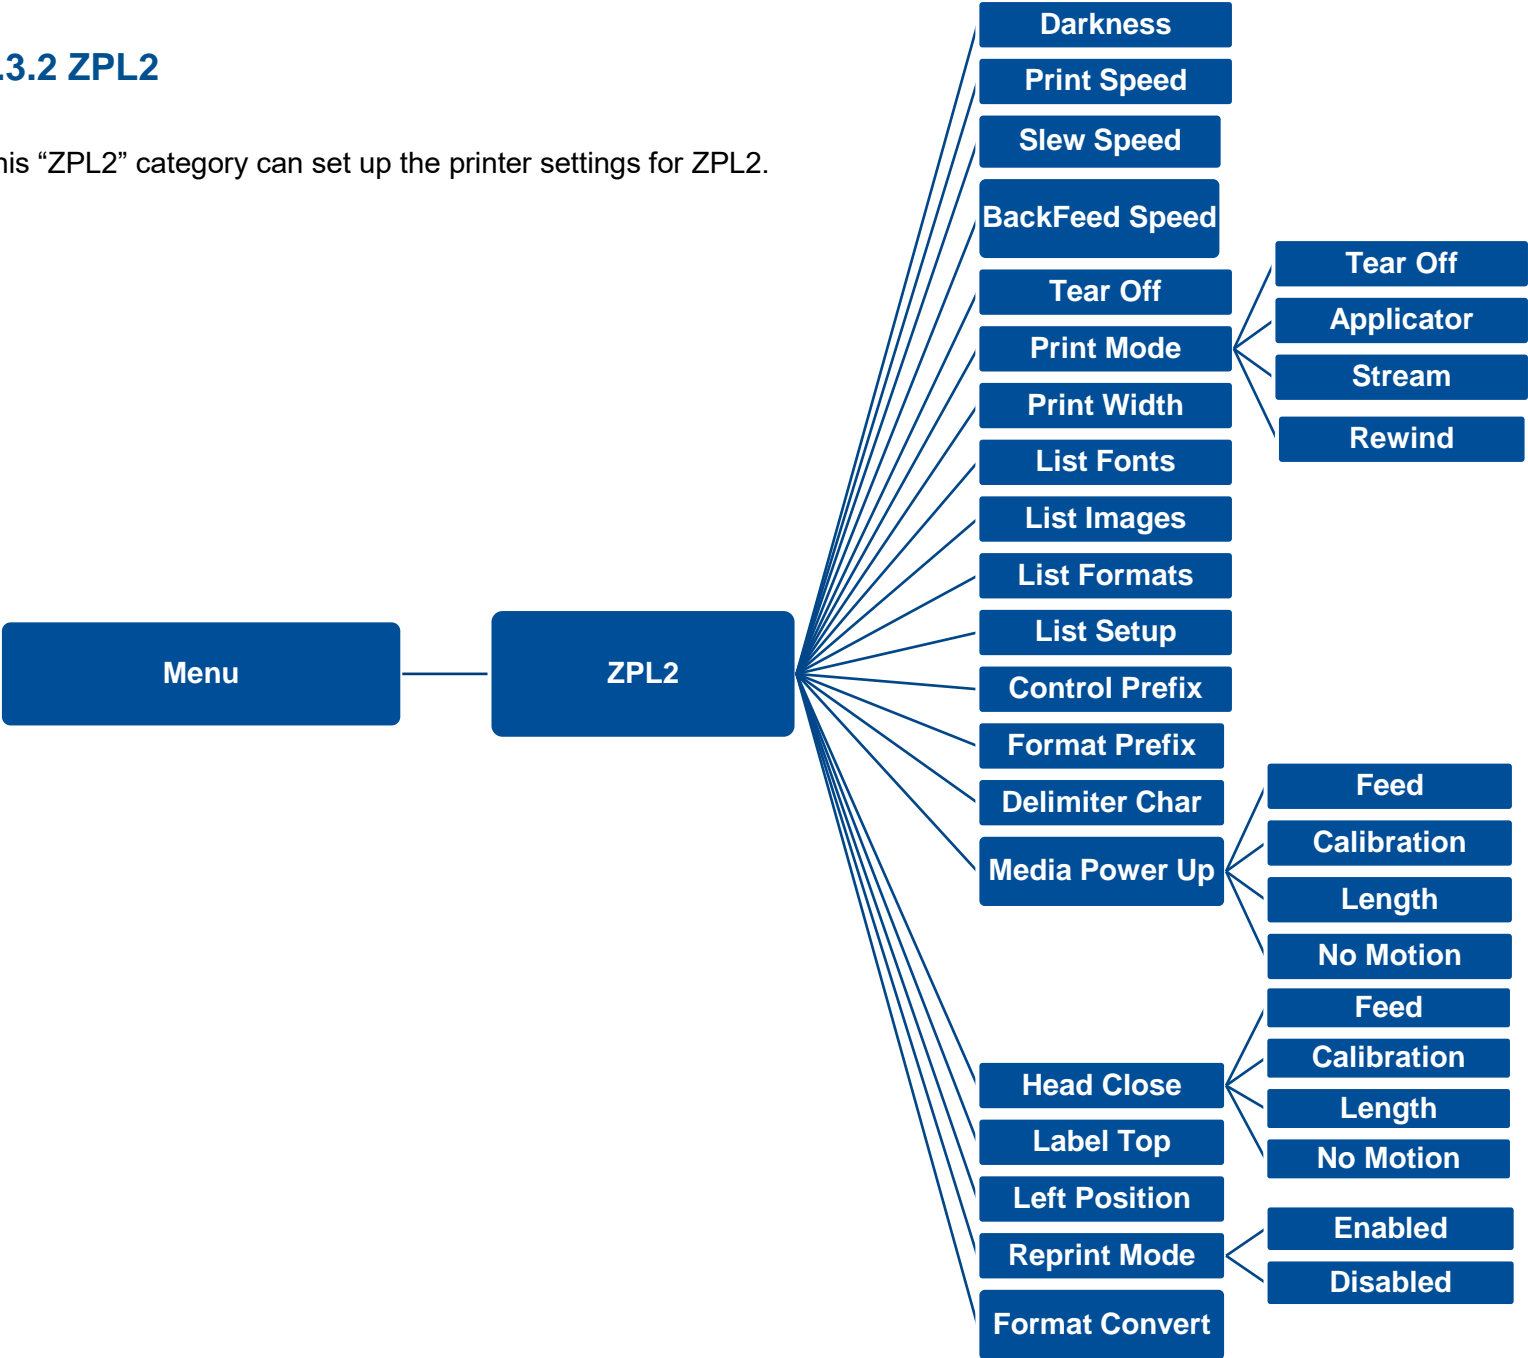 .3.2 ZPL2
his “ZPL2” category can set up the printer settings for ZPL2.
Menu
ZPL2
Darkness
Print Speed
Slew Speed
BackFeed Speed
Tear Off
Print Mode
Tear Off
Applicator
Stream
Rewind
Print Width
List Fonts
List Images
List Formats
List Setup
Control Prefix
Format Prefix
Delimiter Char
Media Power Up
Feed
Calibration
Length
No Motion
Head Close
Feed
Calibration
Length
No Motion
Label Top
Left Position
Reprint Mode
Enabled
Disabled
Format Convert